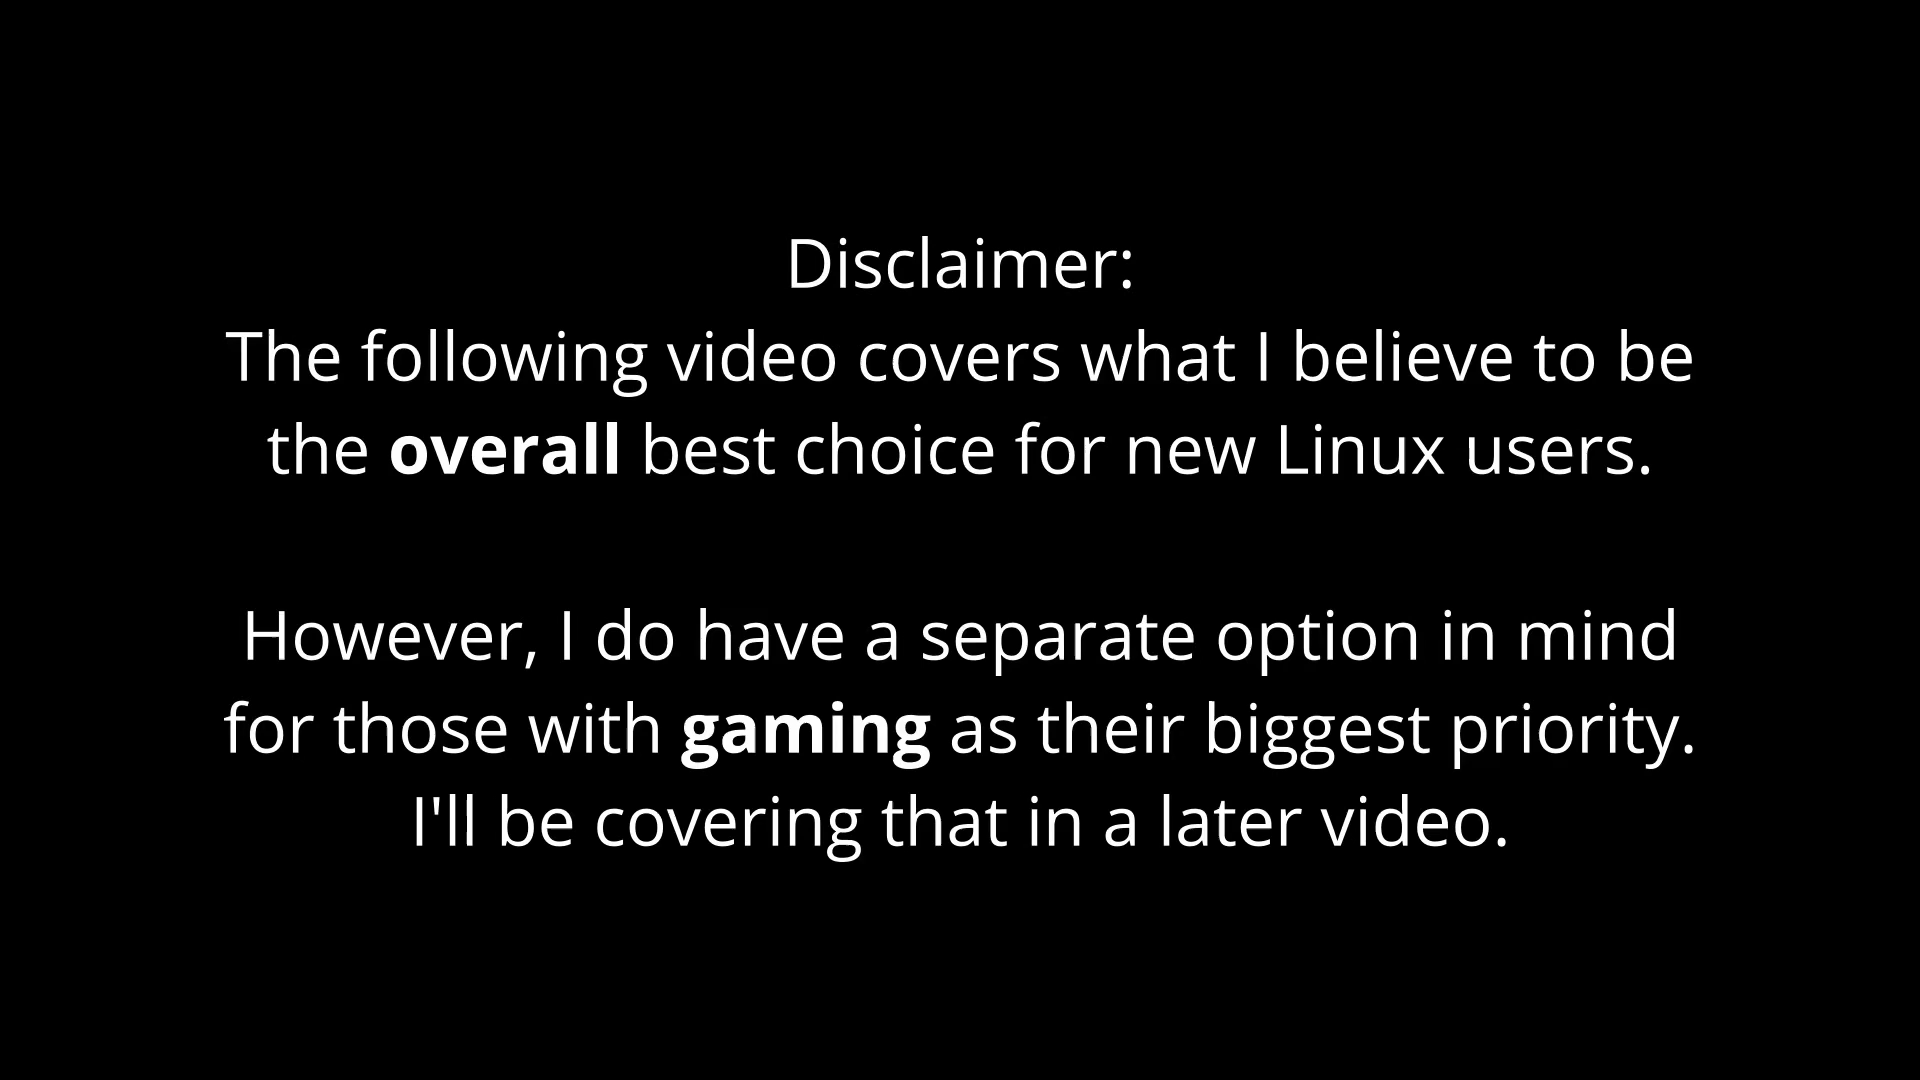 Disclaimer:
The following video covers what I believe to be
the overall best choice for new Linux users.
However, I do have a separate option in mind
for those with gaming as their biggest priority.
I'll be covering that in a later video.